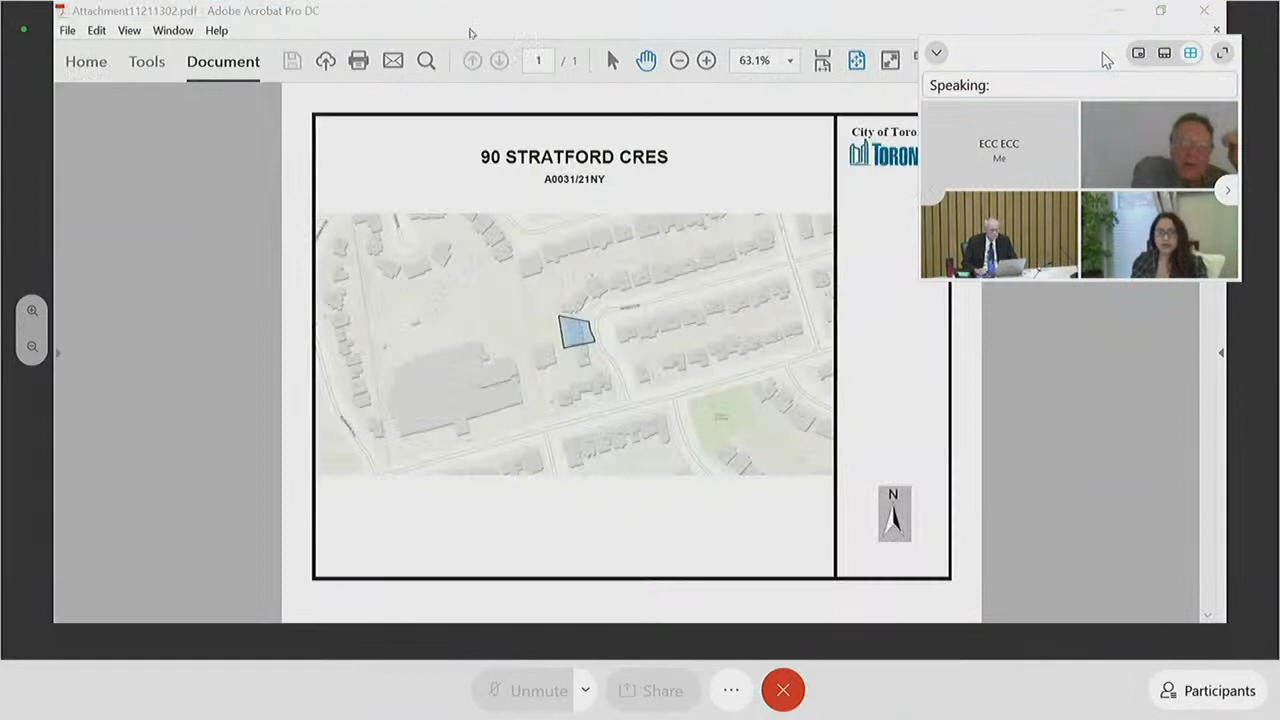 Attachment11211302.pdf - Adobe Acrobat Pro DC
File Edit View Window Help
Home Tools Document
1 / 1
63.1%
Speaking:
ECC ECC
Me
90 STRATFORD CRES
A0031/21NY
City of Toro
TORON
N
Unmute
Share
Participants